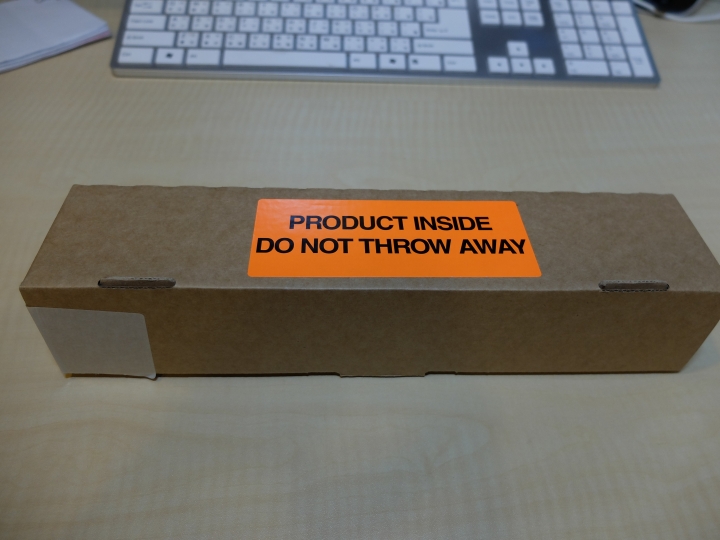 PRODUCT INSIDE
DO NOT THROW AWAY